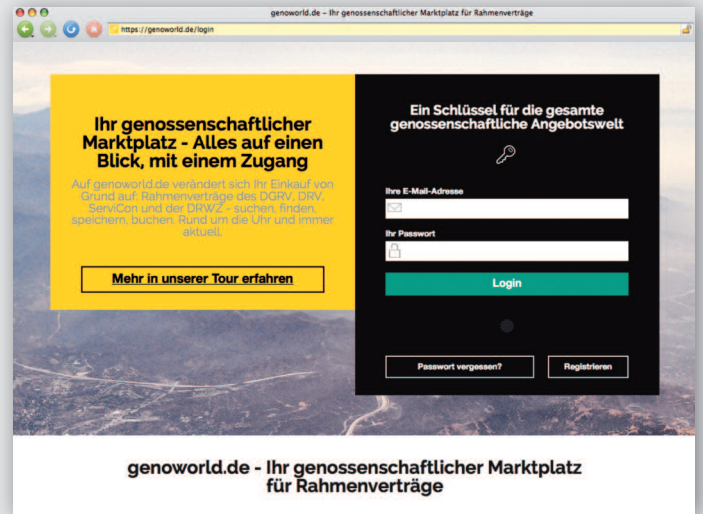 genoworld.de – Ihr genossenschaftlicher Marktplatz für Rahmenverträge
https://genoworld.de/login
Ihr genossenschaftlicher
Marktplatz - Alles auf einen
Blick, mit einem Zugang
Auf genoworld.de verändert sich Ihr Einkauf von
Grund auf: Rahmenverträge des DGRV, DRV,
ServiCon und der DRWZ - suchen, finden,
speichern, buchen. Rund um die Uhr und immer
aktuell.
Mehr in unserer Tour erfahren
Ein Schlüssel für die gesamte
genossenschaftliche Angebotswelt
Ihre E-Mail-Adresse
Ihr Passwort
Login
Passwort vergessen?
Registrieren
genoworld.de - Ihr genossenschaftlicher Marktplatz
für Rahmenverträge